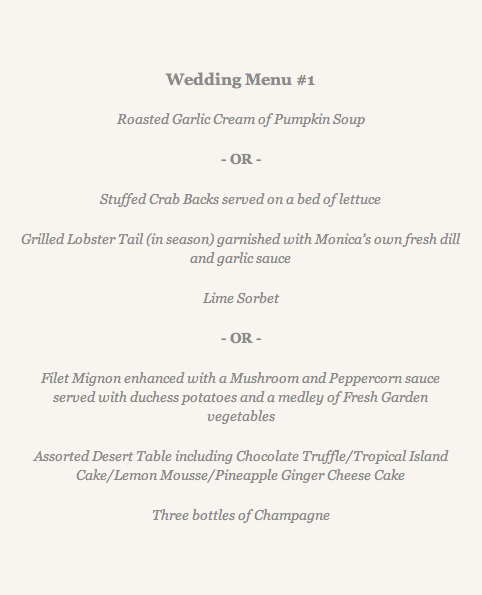 Wedding Menu #1
Roasted Garlic Cream of Pumpkin Soup
- OR -
Stuffed Crab Backs served on a bed of lettuce
Grilled Lobster Tail (in season) garnished with Monica's own fresh dill
and garlic sauce
Lime Sorbet
- OR -
Filet Mignon enhanced with a Mushroom and Peppercorn sauce
served with duchess potatoes and a medley of Fresh Garden
vegetables
Assorted Desert Table including Chocolate Truffle/Tropical Island
Cake/Lemon Mousse/Pineapple Ginger Cheese Cake
Three bottles of Champagne